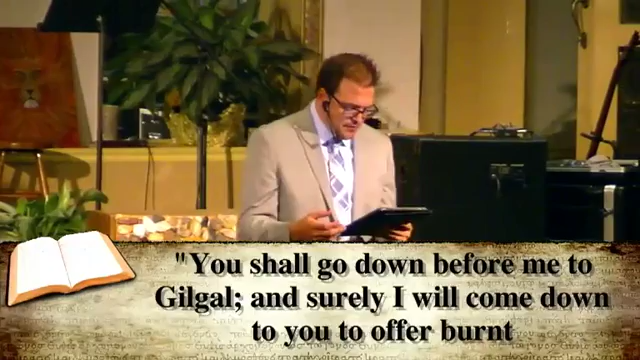 "You shall go down before me to
Gilgal; and surely I will come down
to you to offer burnt